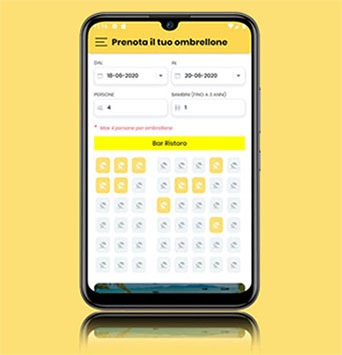 Prenota il tuo ombrellone
DAL
AL
18-06-2020
20-06-2020
PERSONE
BAMBINI (FINO A 3 ANNI)
4
1
* Max 4 persone per ombrellone
Bar Ristoro